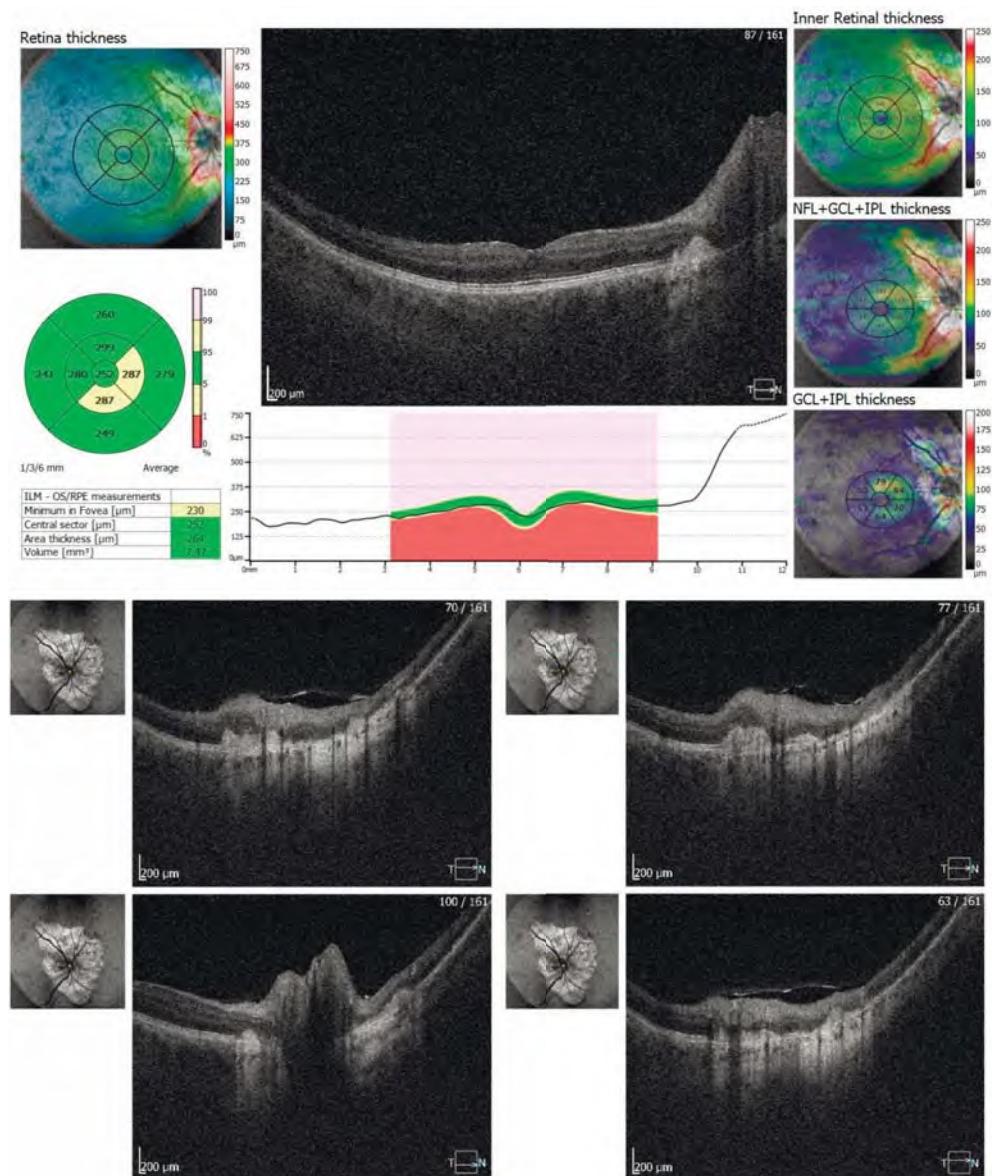 Retina thickness
750
675
600
525
450
375
300
225
150
75
0
μm
87 / 161
200 μm
T N
Inner Retinal thickness
250
200
150
100
50
0
μm
NFL+GCL+IPL thickness
250
200
150
100
50
0
μm
GCL+IPL thickness
200
175
150
125
100
75
50
25
0
μm
260
299
241 280 252 287 279
287
249
100
99
95
5
1
0
%
1/3/6 mm Average
ILM - OS/RPE measurements
Minimum in Fovea [μm] 230
Central sector [μm] 252
Area thickness [μm] 264
Volume [mm³] 7.47
750
625
500
375
250
125
0μm
0mm 1 2 3 4 5 6 7 8 9 10 11 12
70 / 161
200 μm
T N
77 / 161
200 μm
T N
100 / 161
200 μm
T N
63 / 161
200 μm
T N